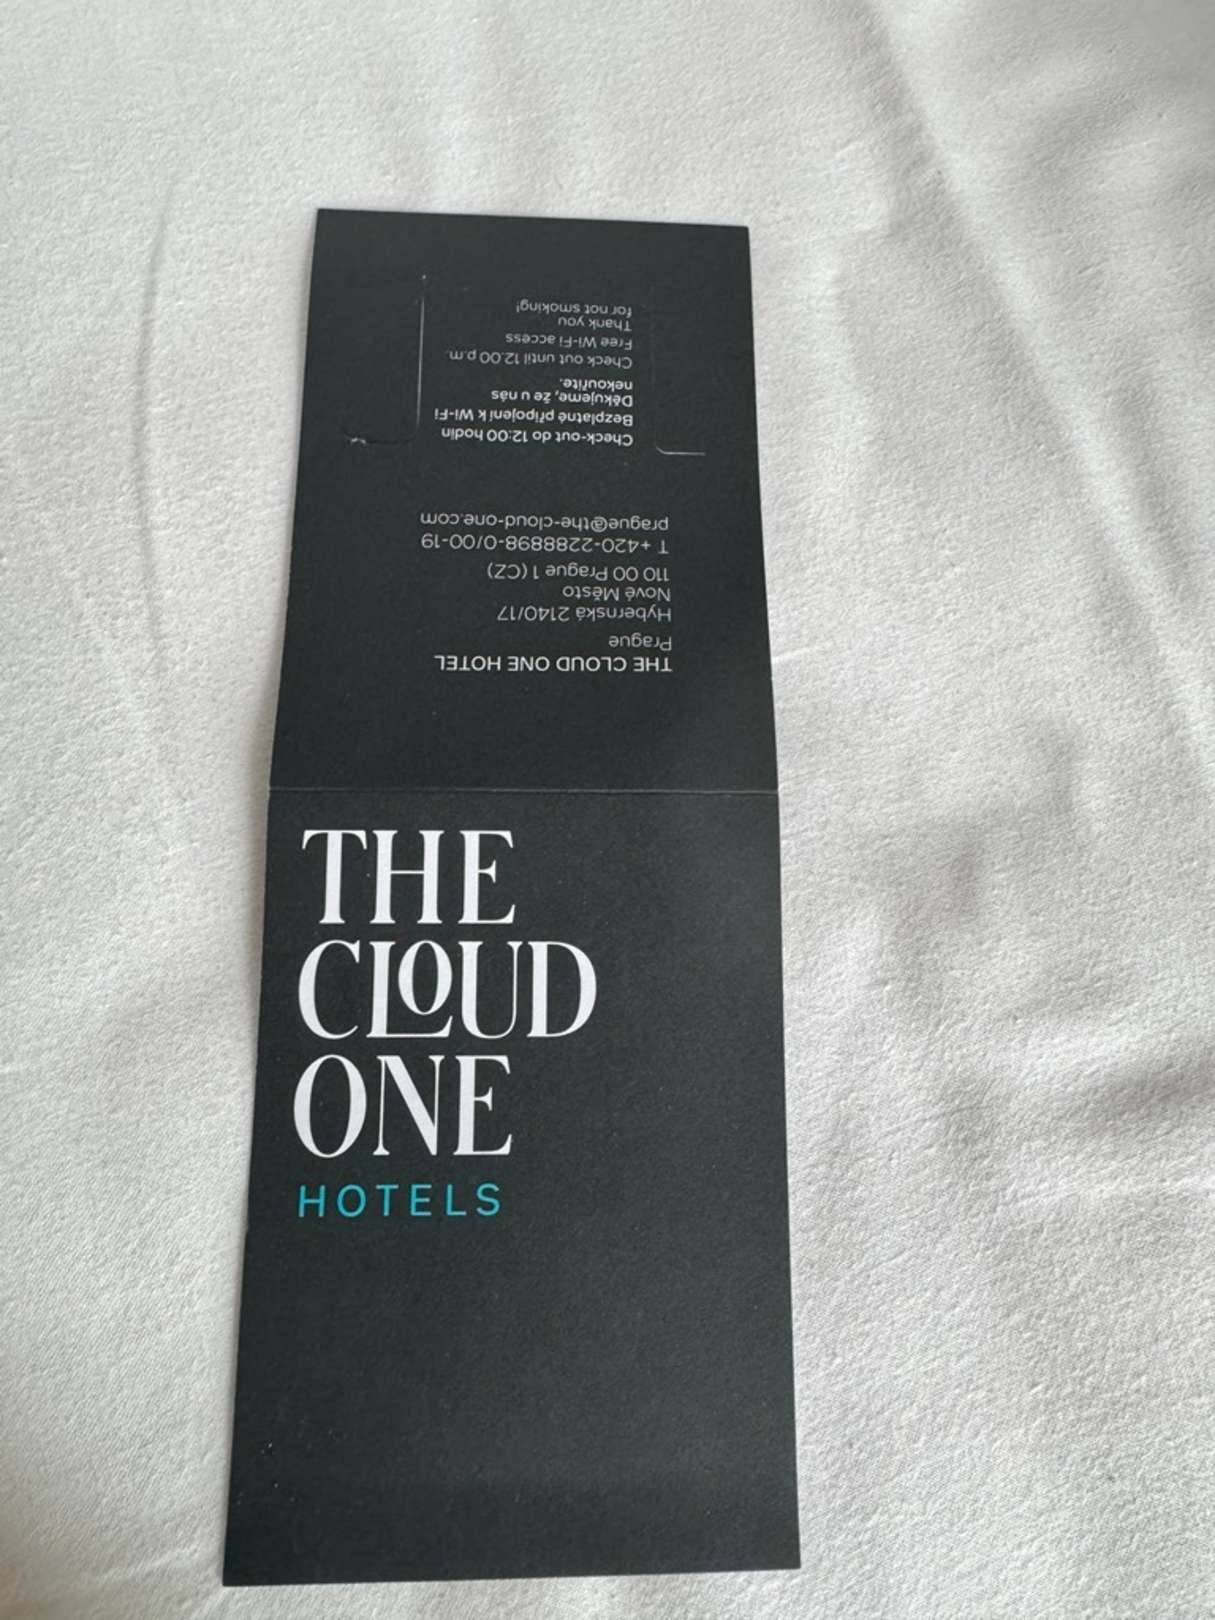 THE
CLOUD
ONE
HOTELS
THE CLOUD ONE HOTEL
Prague
Hybernská 2140/17
Nové Město
110 00 Prague 1 (CZ)
T +420-2288898-0/00-19
prague@the-cloud-one.com
Check-out do 12:00 hodin
Bezplatné připojení k Wi-Fi
Děkujeme, že u nás
nekouříte.
Check out until 12.00 p.m.
Free Wi-Fi access
Thank you
for not smoking!